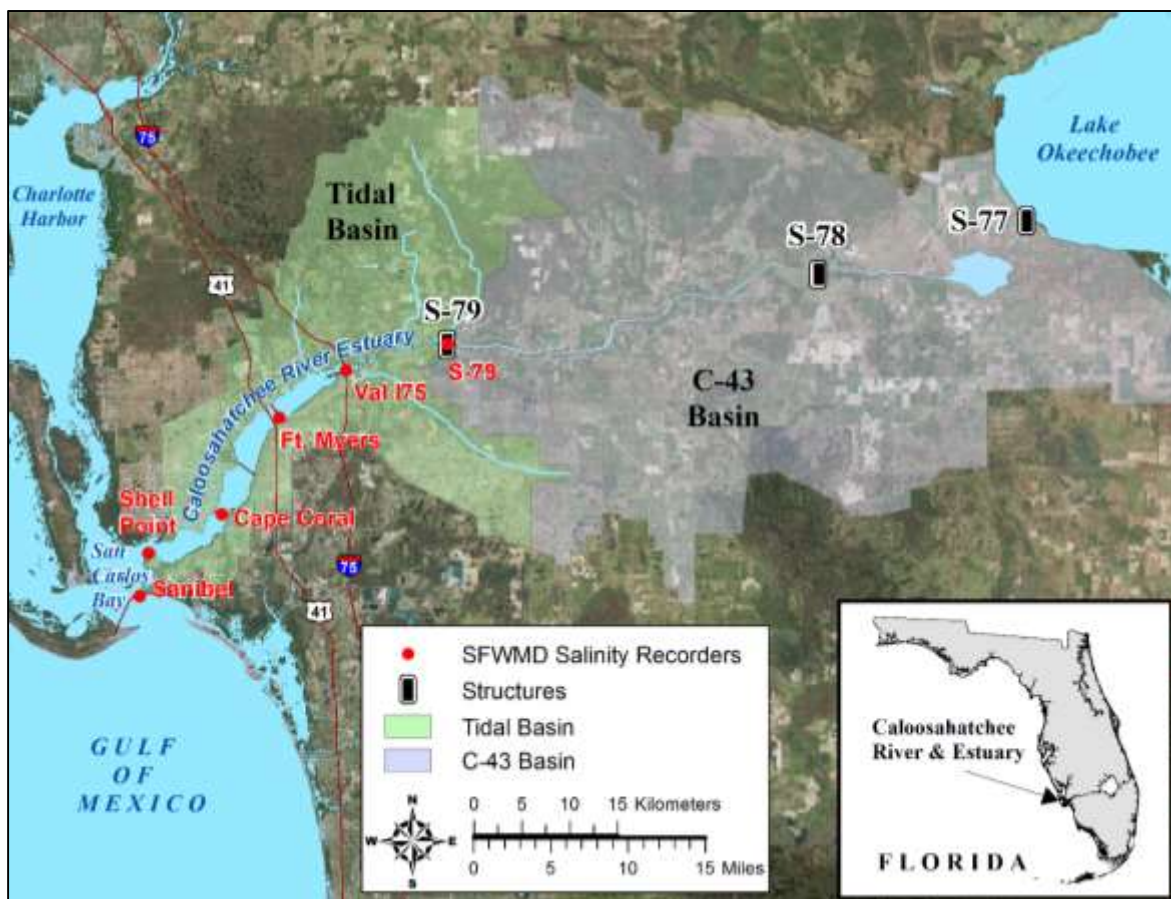 Lake
Okeechobee
75
Charlotte
Harbor
Tidal
Basin
S-77
S-78
41
S-79
S-79
Caloosahatchee River Estuary
Val I75
C-43
Basin
Ft. Myers
Shell
Point
Cape Coral
San
Carlos
Bay
Sanibel
75
41
GULF
OF
MEXICO
SFWMD Salinity Recorders
Structures
Tidal Basin
C-43 Basin
N
W E
S
0 5 10 15 Kilometers
0 5 10 15 Miles
Caloosahatchee
River & Estuary
FLORIDA